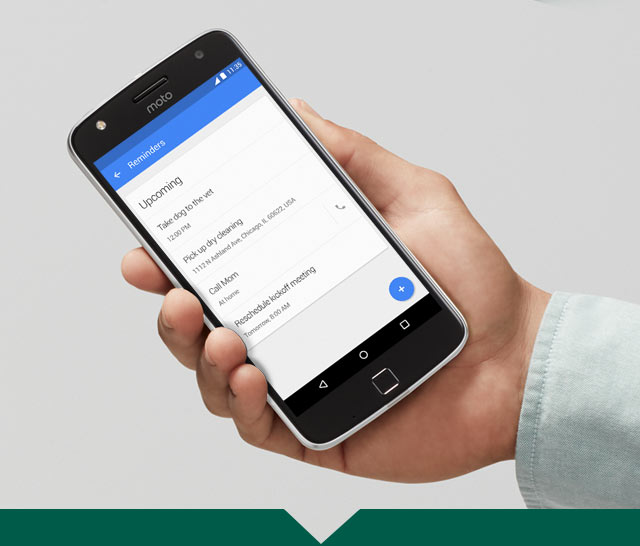 moto
11:35
Reminders
Upcoming
Take dog to the vet
12:00 PM
Pick up dry cleaning
1112 N Ashland Ave, Chicago, IL 60622, USA
Call Mom
At home
Reschedule kickoff meeting
Tomorrow, 8:00 AM